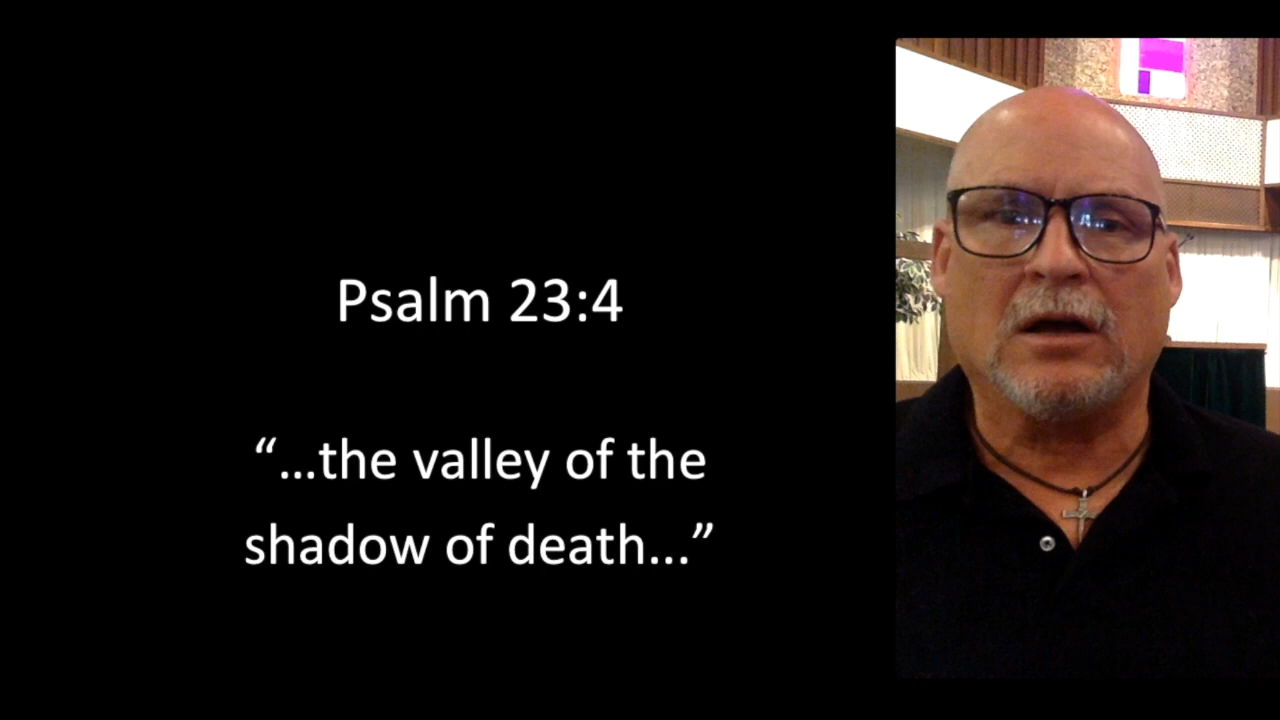 Psalm 23:4
“...the valley of the
shadow of death...”